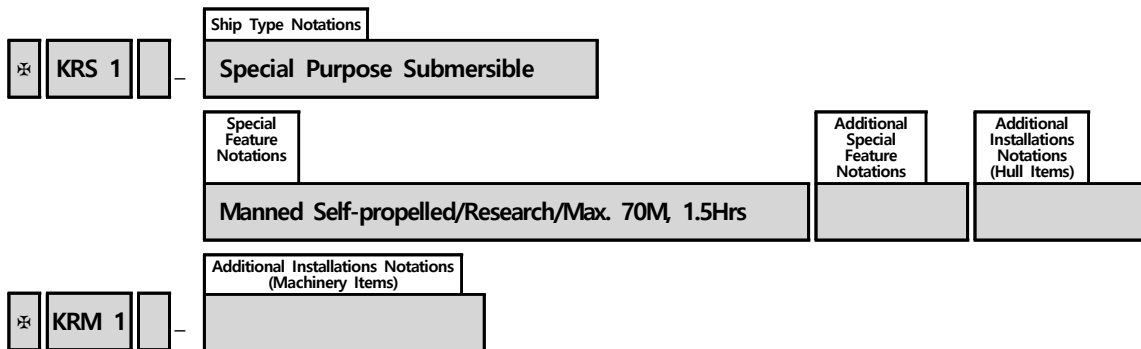 Ship Type Notations
✠ KRS 1 _ Special Purpose Submersible
Special
Feature
Notations
Additional
Special
Feature
Notations
Additional
Installations
Notations
(Hull Items)
Manned Self-propelled/Research/Max. 70M, 1.5Hrs
Additional Installations Notations
(Machinery Items)
✠ KRM 1 _